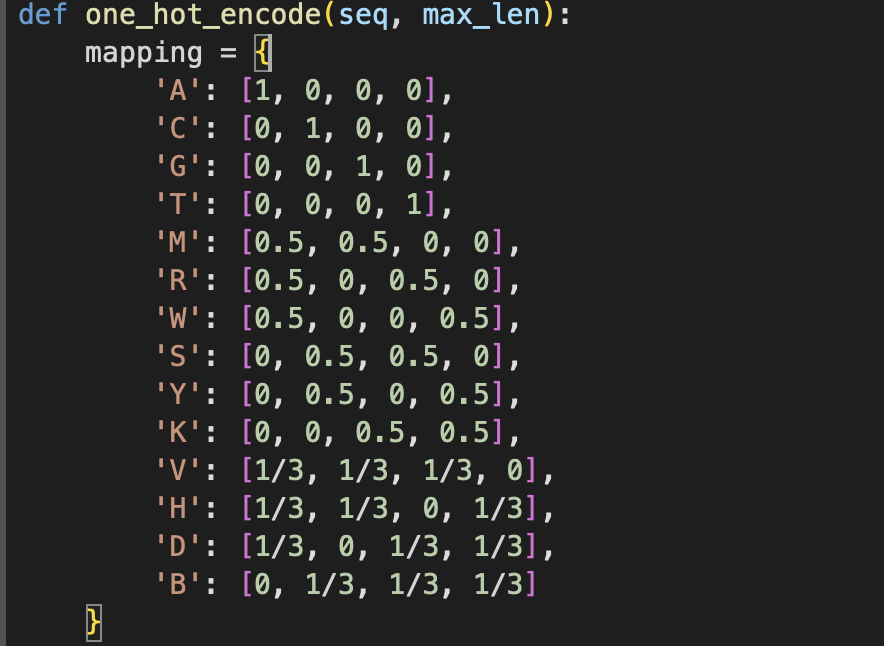 def one_hot_encode(seq, max_len):
    mapping = {
        'A': [1, 0, 0, 0],
        'C': [0, 1, 0, 0],
        'G': [0, 0, 1, 0],
        'T': [0, 0, 0, 1],
        'M': [0.5, 0.5, 0, 0],
        'R': [0.5, 0, 0.5, 0],
        'W': [0.5, 0, 0, 0.5],
        'S': [0, 0.5, 0.5, 0],
        'Y': [0, 0.5, 0, 0.5],
        'K': [0, 0, 0.5, 0.5],
        'V': [1/3, 1/3, 1/3, 0],
        'H': [1/3, 1/3, 0, 1/3],
        'D': [1/3, 0, 1/3, 1/3],
        'B': [0, 1/3, 1/3, 1/3]
    }